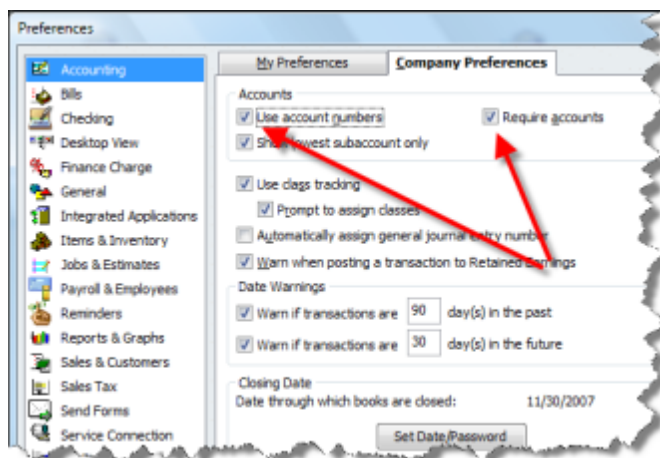 Preferences
Accounting
Bills
Checking
Desktop View
Finance Charge
General
Integrated Applications
Items & Inventory
Jobs & Estimates
Payroll & Employees
Reminders
Reports & Graphs
Sales & Customers
Sales Tax
Send Forms
Service Connection
My Preferences Company Preferences
Accounts
Use account numbers Require accounts
Show lowest subaccount only
Use class tracking
Prompt to assign classes
Automatically assign general journal entry number
Warn when posting a transaction to Retained Earnings
Date Warnings
Warn if transactions are 90 day(s) in the past
Warn if transactions are 30 day(s) in the future
Closing Date
Date through which books are closed: 11/30/2007
Set Date/Password